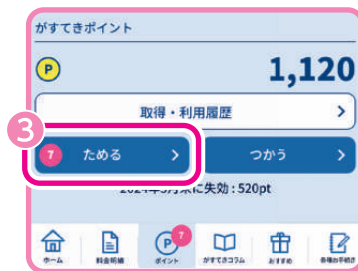 がすてきポイント
P 1,120
取得・利用履歴
3
7 ためる つかう
2024年3月末に失効 : 520pt
P 7
ホーム 料金明細 ポイント がすてきコラム おすすめ 各種お手続き